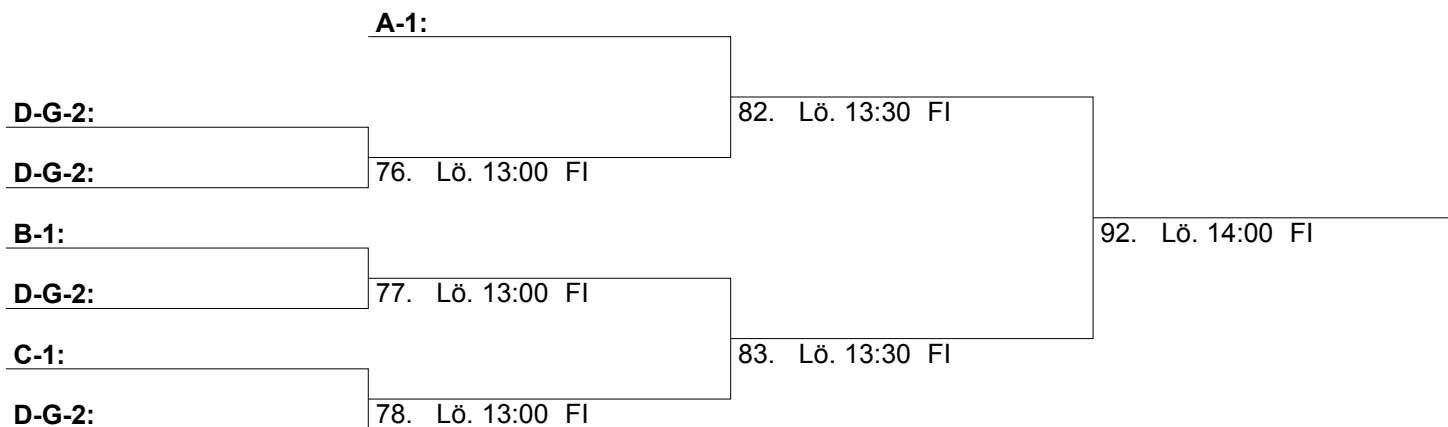 A-1:
D-G-2:
82. Lö. 13:30 FI
D-G-2:
76. Lö. 13:00 FI
B-1:
92. Lö. 14:00 FI
D-G-2:
77. Lö. 13:00 FI
C-1:
83. Lö. 13:30 FI
D-G-2:
78. Lö. 13:00 FI